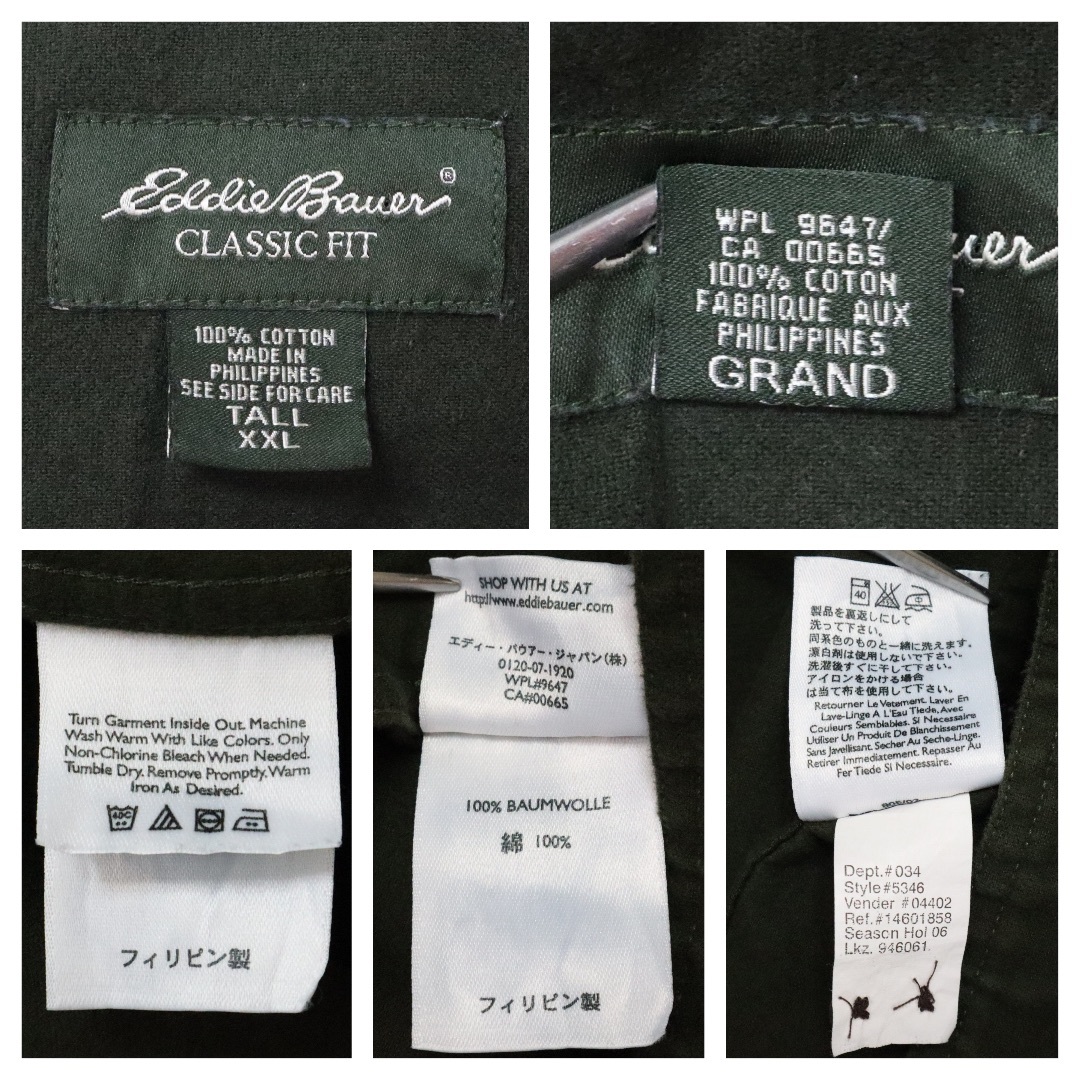 Eddie Bauer®
CLASSIC FIT
100% COTTON
MADE IN
PHILIPPINES
SEE SIDE FOR CARE
TALL
XXL
WPL 9647/
CA 00665
100% COTON
FABRIQUE AUX
PHILIPPINES
GRAND
uer
Turn Garment Inside Out. Machine
Wash Warm With Like Colors. Only
Non-Chlorine Bleach When Needed.
Tumble Dry. Remove Promptly. Warm
Iron As Desired.
40C
フィリピン製
SHOP WITH US AT
http://www.eddiebauer.com
エディー・バウアー・ジャパン(株)
0120-07-1920
WPL#9647
CA#00665
100% BAUMWOLLE
綿 100%
フィリピン製
40
製品を裏返しにして
洗って下さい。
同系色のものと一緒に洗えます。
漂白剤は使用しないで下さい。
洗濯後すぐに干して下さい。
アイロンをかける場合
は当て布を使用して下さい。
Retourner Le Vetement. Laver En
Lave-Linge A L'Eau Tiede, Avec
Couleurs Semblables. Si Necessaire
Utiliser Un Produit De Blanchissement
Sans Javellisant. Secher Au Seche-Linge.
Retirer Immediatement. Repasser Au
Fer Tiede Si Necessaire.
Dept.#034
Style#5346
Vender #04402
Ref.#14601858
Season Hol 06
Lkz. 946061